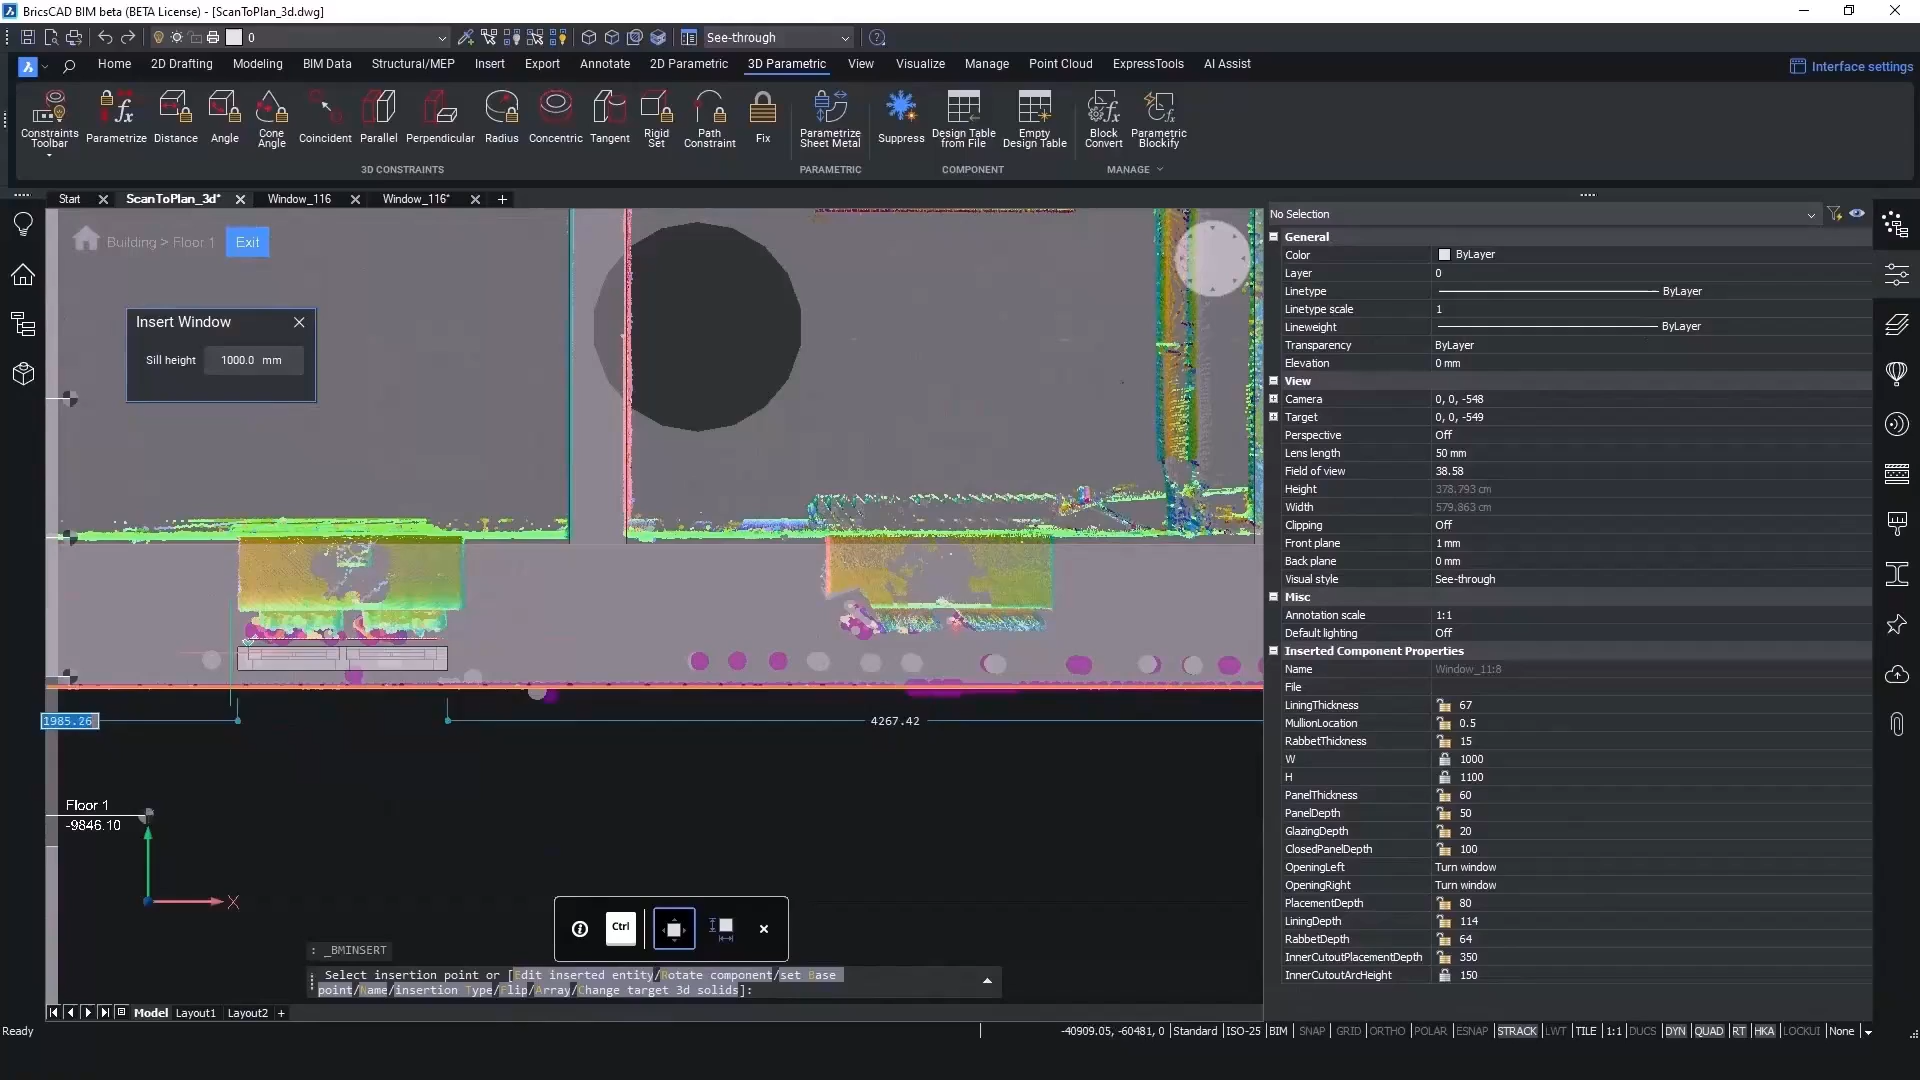 BricsCAD BIM beta (BETA License) - [ScanToPlan_3d.dwg]
0
See-through
Home 2D Drafting Modeling BIM Data Structural/MEP Insert Export Annotate 2D Parametric 3D Parametric View Visualize Manage Point Cloud ExpressTools AI Assist
Interface settings
Constraints Toolbar
Parametrize
Distance
Angle
Cone Angle
Coincident
Parallel
Perpendicular
Radius
Concentric
Tangent
Rigid Set
Path Constraint
Fix
Parametrize Sheet Metal
Suppress
Design Table from File
Empty Design Table
Block Convert
Parametric Blockify
3D CONSTRAINTS PARAMETRIC COMPONENT MANAGE
Start ScanToPlan_3d* Window_116 Window_116*
Building > Floor 1 Exit
Insert Window
Sill height 1000.0 mm
1985.26
4267.42
Floor 1
-9846.10
X
Ctrl
: _BMINSERT
Select insertion point or [Edit inserted entity/Rotate component/set Base
point/Name/insertion Type/Flip/Array/Change target 3d solids]:
Model Layout1 Layout2 +
No Selection
General
Color ByLayer
Layer 0
Linetype ByLayer
Linetype scale 1
Lineweight ByLayer
Transparency ByLayer
Elevation 0 mm
View
Camera 0, 0, -548
Target 0, 0, -549
Perspective Off
Lens length 50 mm
Field of view 38.58
Height 378.793 cm
Width 579.863 cm
Clipping Off
Front plane 1 mm
Back plane 0 mm
Visual style See-through
Misc
Annotation scale 1:1
Default lighting Off
Inserted Component Properties
Name Window_11:8
File
LiningThickness 67
MullionLocation 0.5
RabbetThickness 15
W 1000
H 1100
PanelThickness 60
PanelDepth 50
GlazingDepth 20
ClosedPanelDepth 100
OpeningLeft Turn window
OpeningRight Turn window
PlacementDepth 80
LiningDepth 114
RabbetDepth 64
InnerCutoutPlacementDepth 350
InnerCutoutArcHeight 150
Ready
-40909.05, -60481, 0 Standard ISO-25 BIM SNAP GRID ORTHO POLAR ESNAP STRACK LWT TILE 1:1 DUCS DYN QUAD RT HKA LOCKUI None